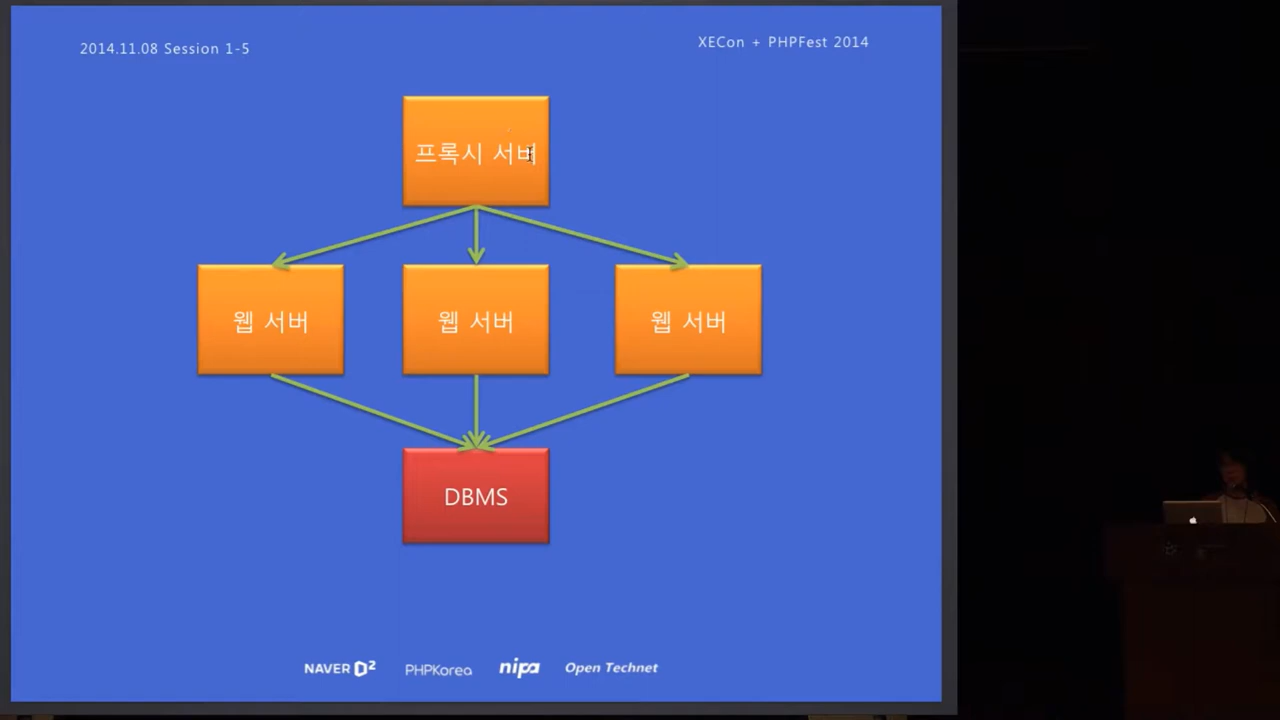 2014.11.08 Session 1-5
XECon + PHPFest 2014
프록시 서버
웹 서버
웹 서버
웹 서버
DBMS
NAVER D2
PHPKorea
nipa
Open Technet